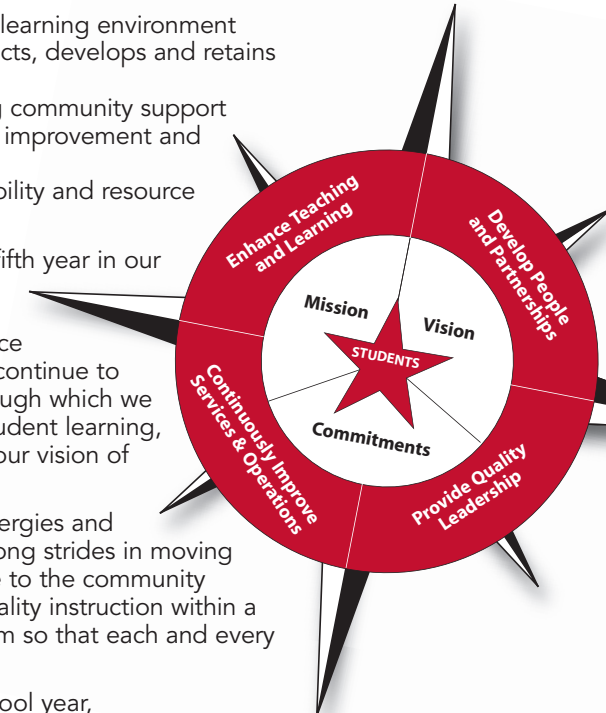 learning environment
cts, develops and retains
community support
improvement and
bility and resource
fifth year in our
ce
continue to
ough which we
udent learning,
our vision of
ergies and
ong strides in moving
e to the community
ality instruction within a
m so that each and every
ool year,
Enhance Teaching
and Learning
Develop People
and Partnerships
Mission
Vision
STUDENTS
Commitments
Continuously Improve
Services & Operations
Provide Quality
Leadership